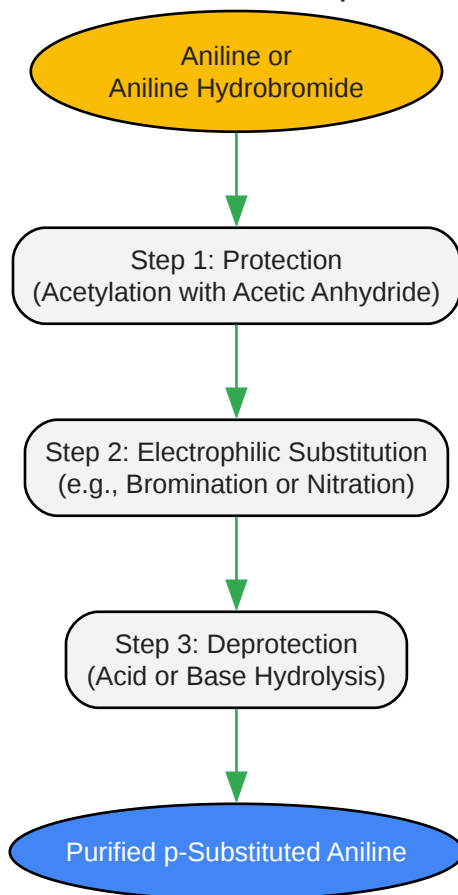 Aniline or
Aniline Hydrobromide
Step 1: Protection
(Acetylation with Acetic Anhydride)
Step 2: Electrophilic Substitution
(e.g., Bromination or Nitration)
Step 3: Deprotection
(Acid or Base Hydrolysis)
Purified p-Substituted Aniline